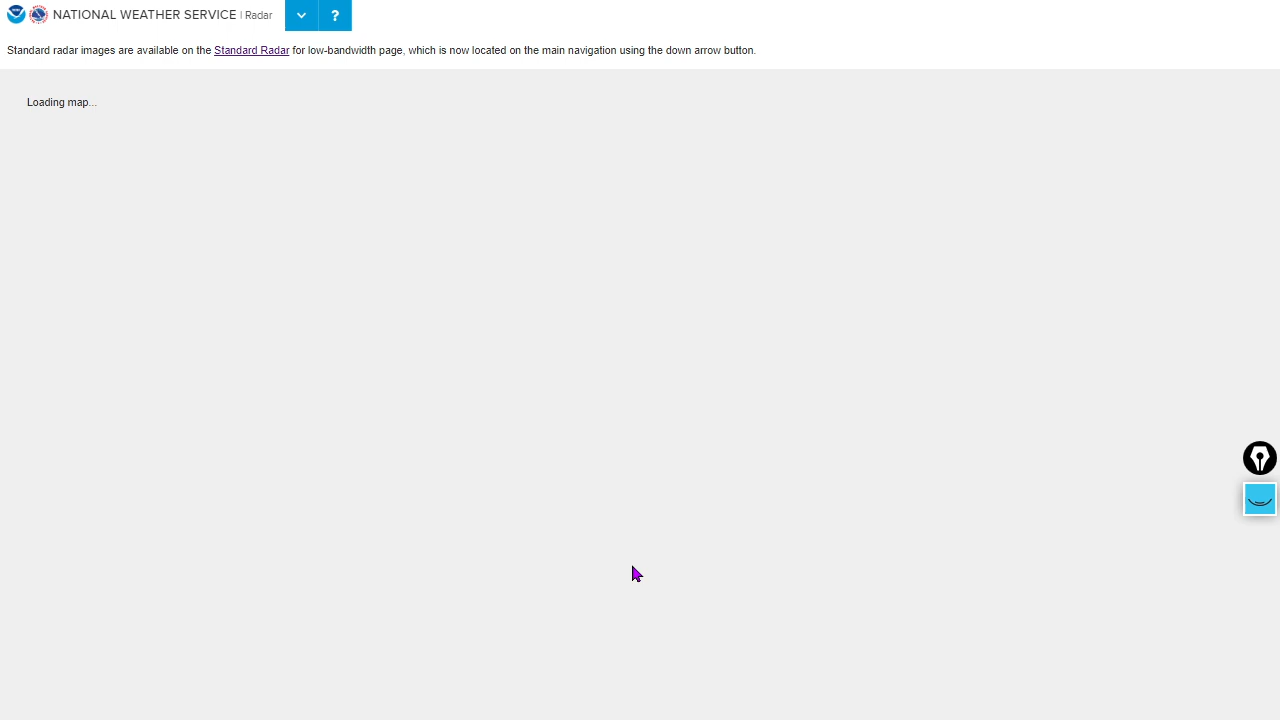 NATIONAL WEATHER SERVICE | Radar ?
Standard radar images are available on the Standard Radar for low-bandwidth page, which is now located on the main navigation using the down arrow button.
Loading map...